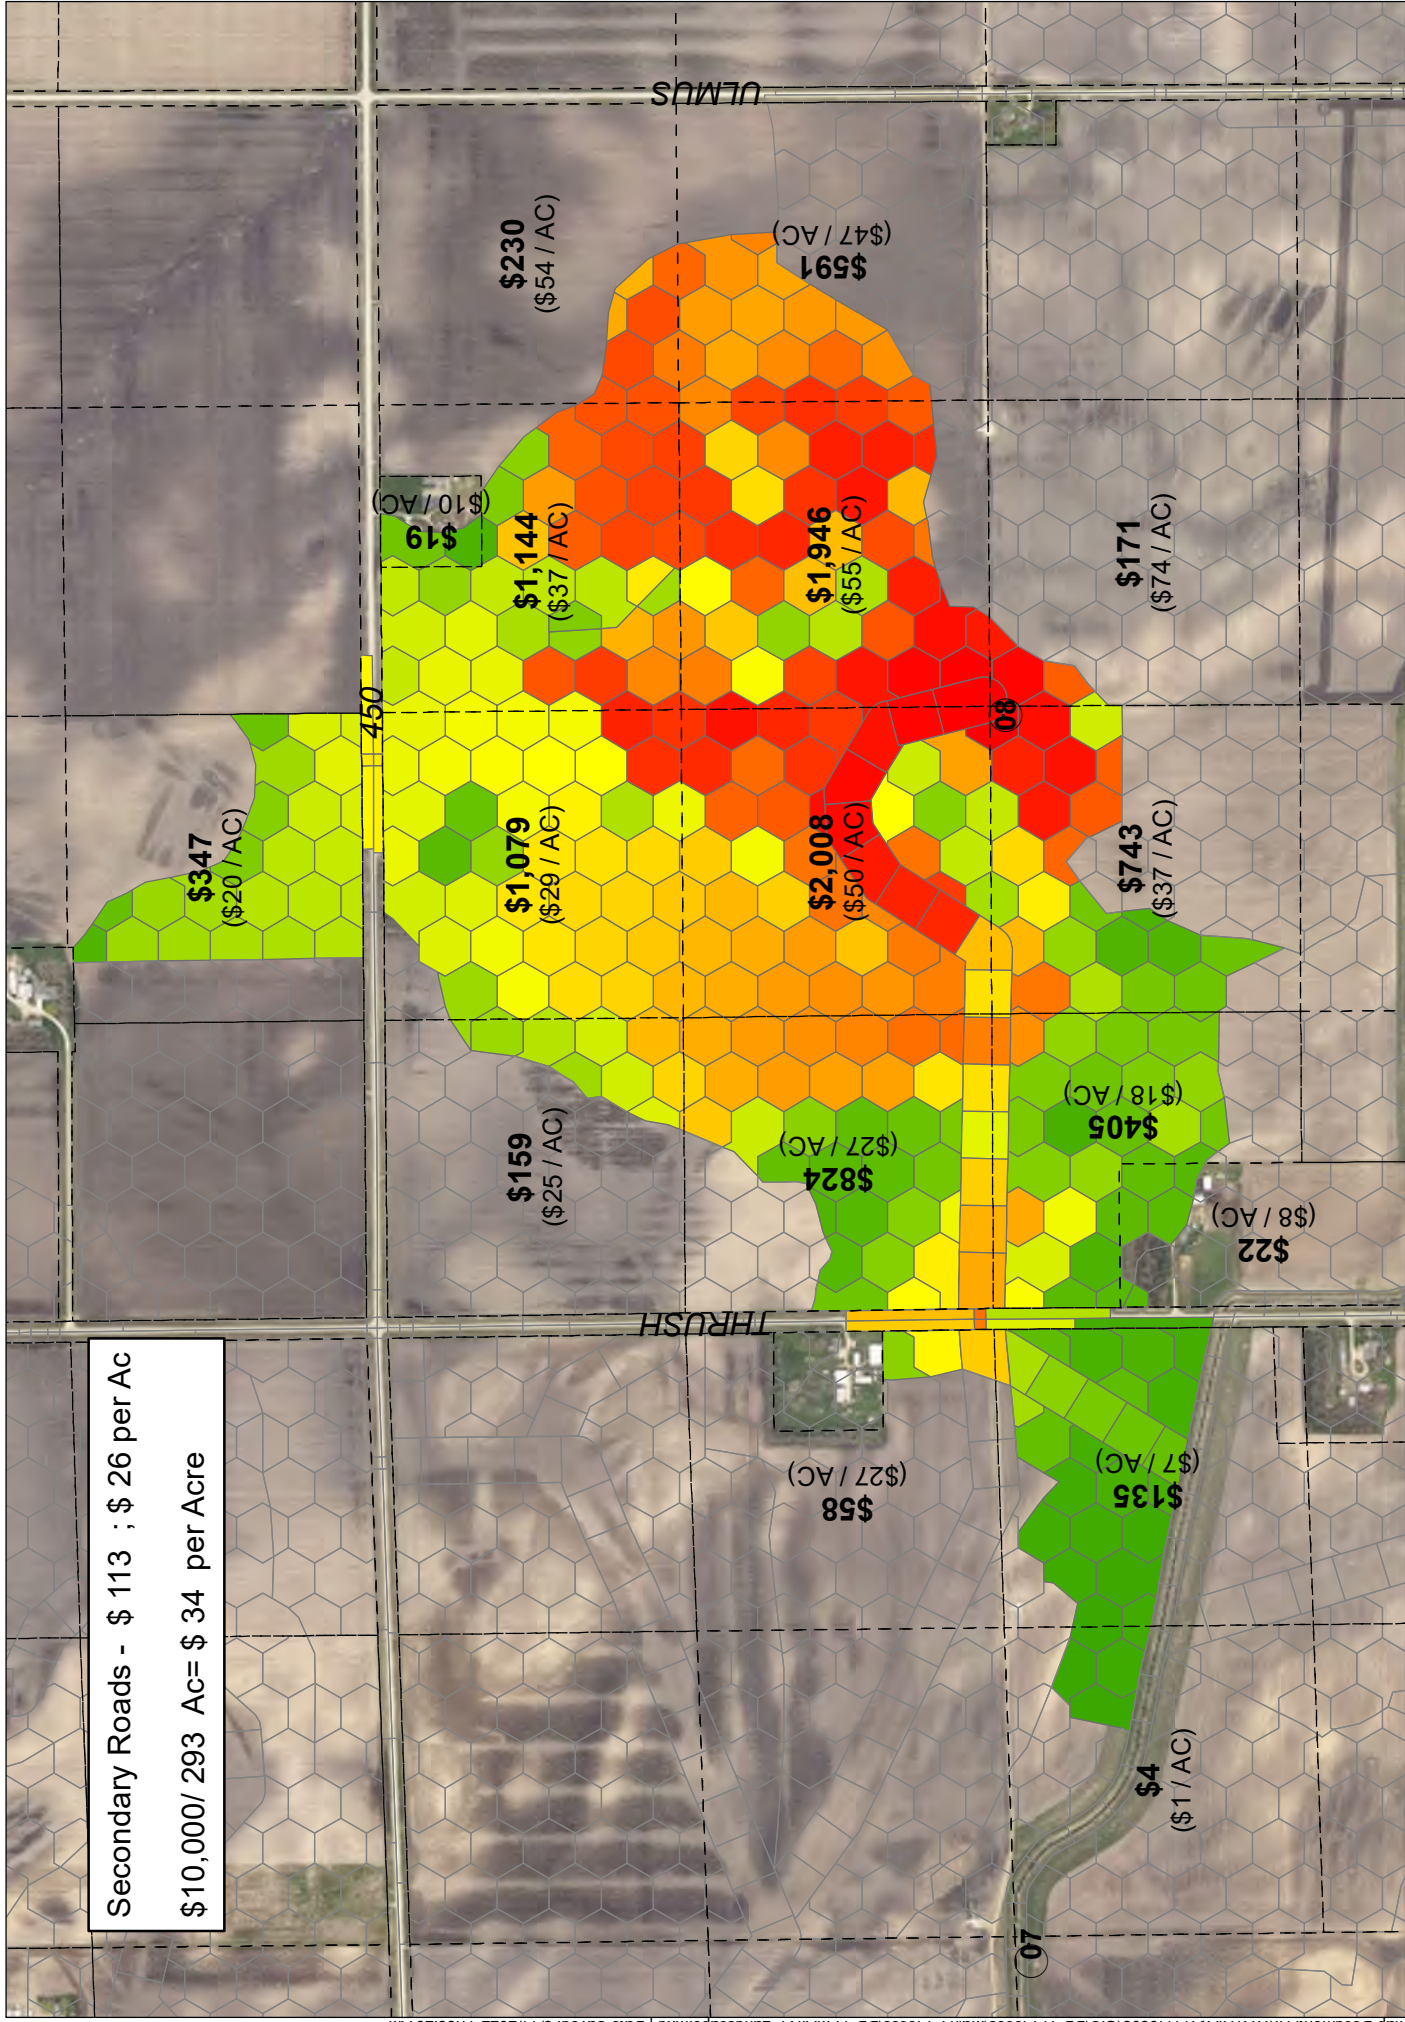 Secondary Roads - $ 113 ; $ 26 per Ac
$10,000/ 293 Ac= $ 34 per Acre
ULMUS
THRUSH
450
07
08
$347
($20 / AC)
$230
($54 / AC)
$19
($10 / AC)
$1,144
($37 / AC)
$1,079
($29 / AC)
$159
($25 / AC)
$591
($47 / AC)
$1,946
($55 / AC)
$2,008
($50 / AC)
$824
($27 / AC)
$58
($27 / AC)
$171
($74 / AC)
$743
($37 / AC)
$405
($18 / AC)
$22
($8 / AC)
$135
($7 / AC)
$4
($1 / AC)